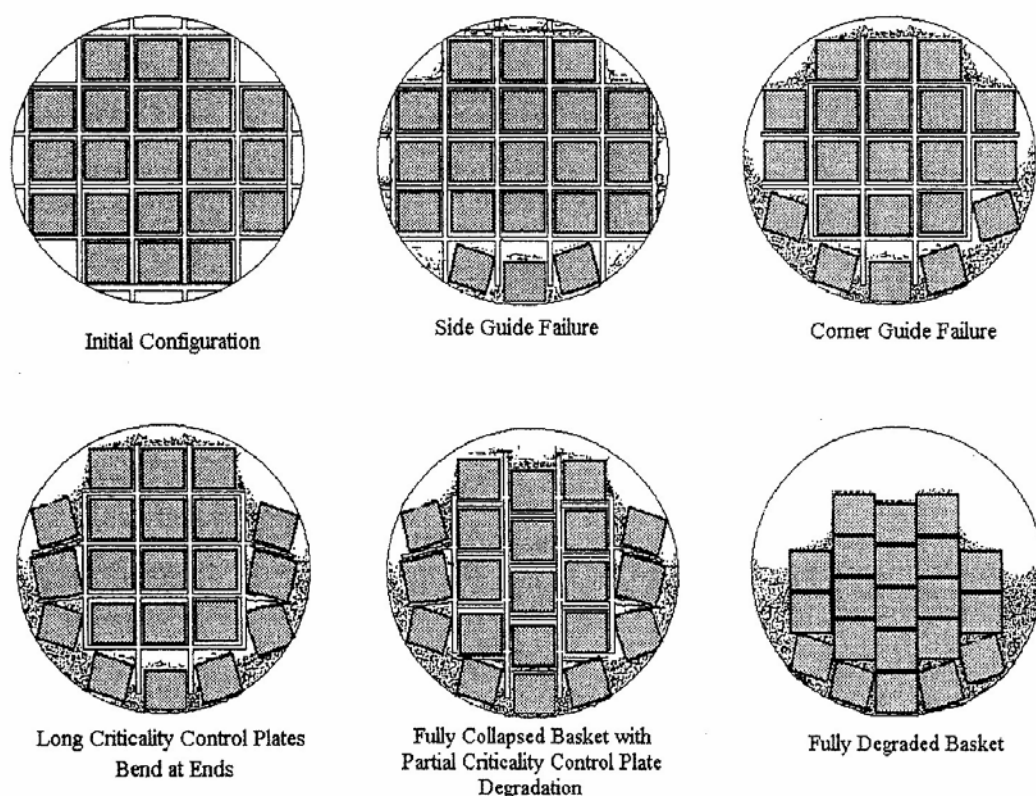 Initial Configuration
Side Guide Failure
Corner Guide Failure
Long Criticality Control Plates
Bend at Ends
Fully Collapsed Basket with
Partial Criticality Control Plate
Degradation
Fully Degraded Basket